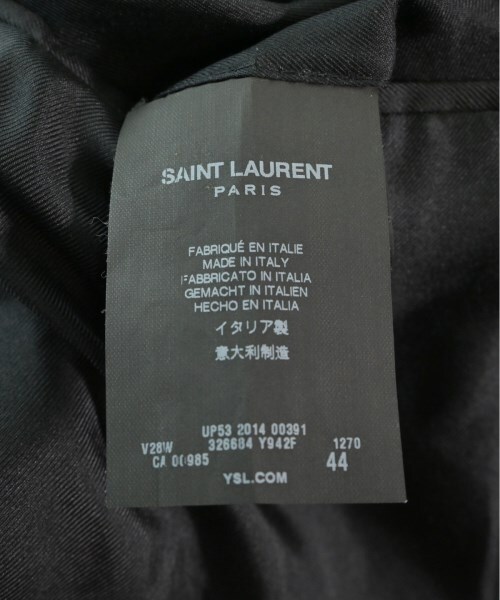 SAINT LAURENT
PARIS
FABRIQUÉ EN ITALIE
MADE IN ITALY
FABBRICATO IN ITALIA
GEMACHT IN ITALIEN
HECHO EN ITALIA
イタリア製
意大利制造
UP53 2014 00391
V28W 326684 Y942F 1270
CA 00985 44
YSL.COM